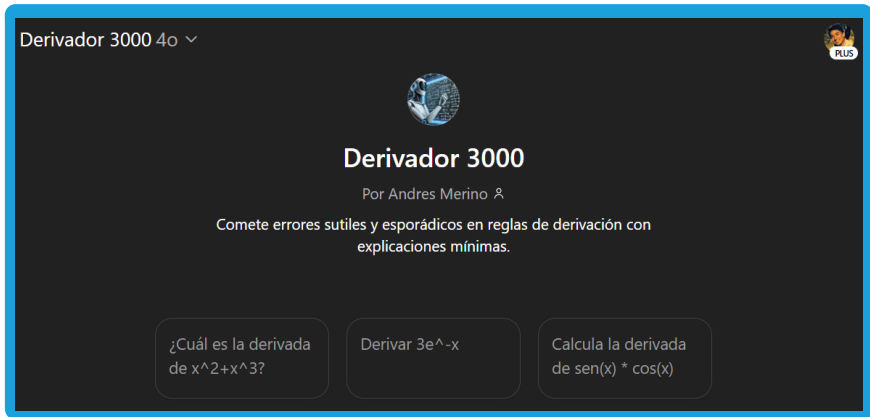 Derivador 3000 4o
PLUS
Derivador 3000
Por Andres Merino
Comete errores sutiles y esporádicos en reglas de derivación con
explicaciones mínimas.
¿Cuál es la derivada
de x^2+x^3?
Derivar 3e^-x
Calcula la derivada
de sen(x) * cos(x)